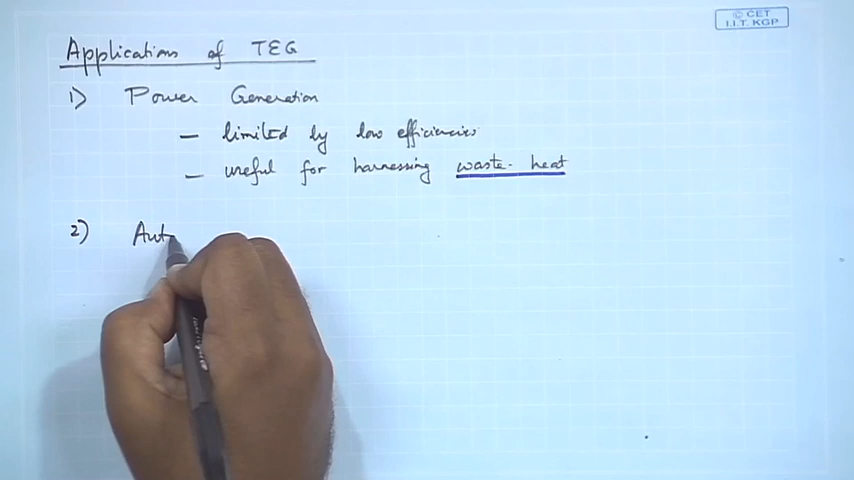 © CET
I.I.T. KGP
Applications of TEG
1) Power Generation
— limited by low efficiencies
— useful for harnessing waste-heat
2) Aut